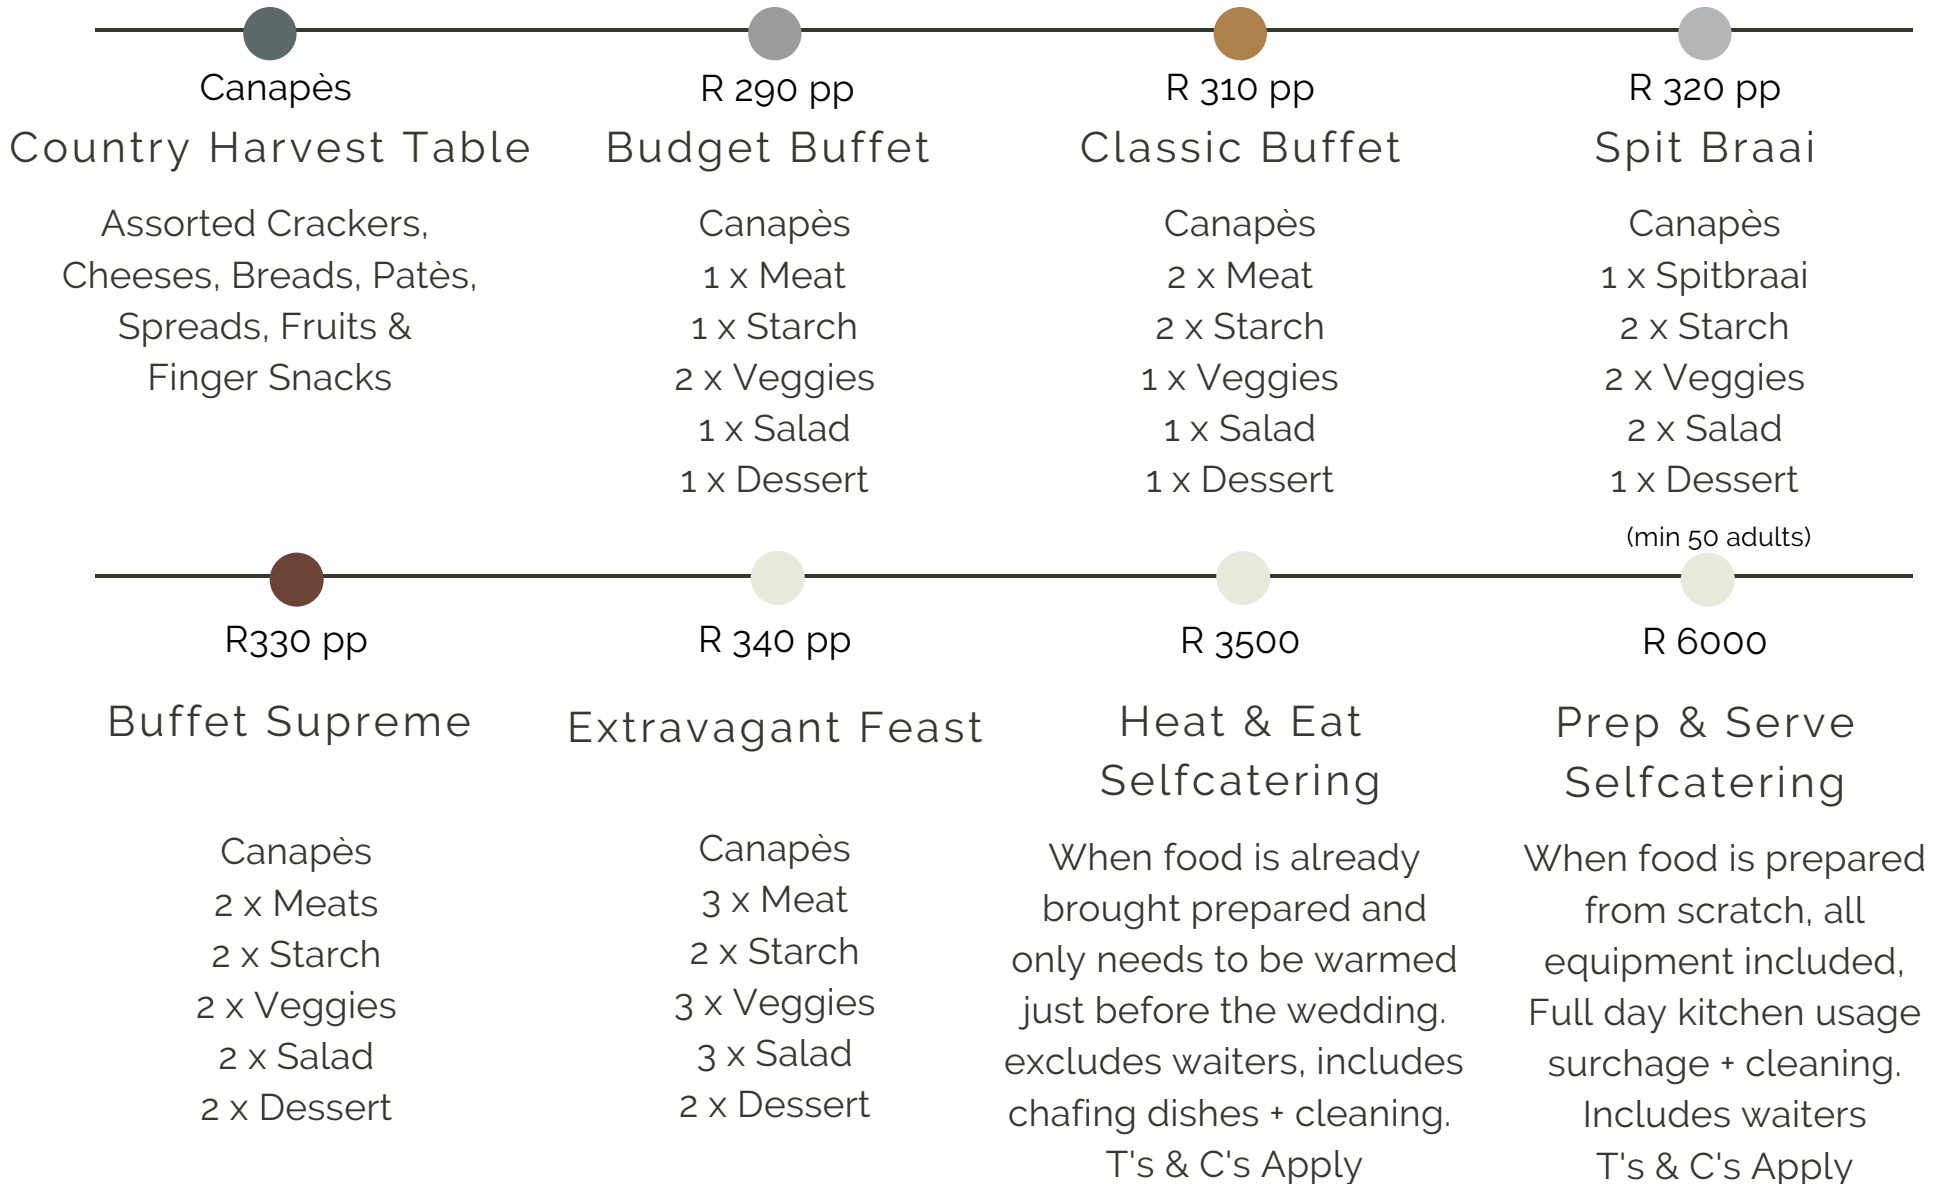 Canapès
Country Harvest Table
Assorted Crackers,
Cheeses, Breads, Patès,
Spreads, Fruits &
Finger Snacks
R 290 pp
Budget Buffet
Canapès
1 x Meat
1 x Starch
2 x Veggies
1 x Salad
1 x Dessert
R 310 pp
Classic Buffet
Canapès
2 x Meat
2 x Starch
1 x Veggies
1 x Salad
1 x Dessert
R 320 pp
Spit Braai
Canapès
1 x Spitbraai
2 x Starch
2 x Veggies
2 x Salad
1 x Dessert
(min 50 adults)
R330 pp
Buffet Supreme
Canapès
2 x Meats
2 x Starch
2 x Veggies
2 x Salad
2 x Dessert
R 340 pp
Extravagant Feast
Canapès
3 x Meat
2 x Starch
3 x Veggies
3 x Salad
2 x Dessert
R 3500
Heat & Eat
Selfcatering
When food is already
brought prepared and
only needs to be warmed
just before the wedding.
excludes waiters, includes
chafing dishes + cleaning.
T's & C's Apply
R 6000
Prep & Serve
Selfcatering
When food is prepared
from scratch, all
equipment included,
Full day kitchen usage
surchage + cleaning.
Includes waiters
T's & C's Apply